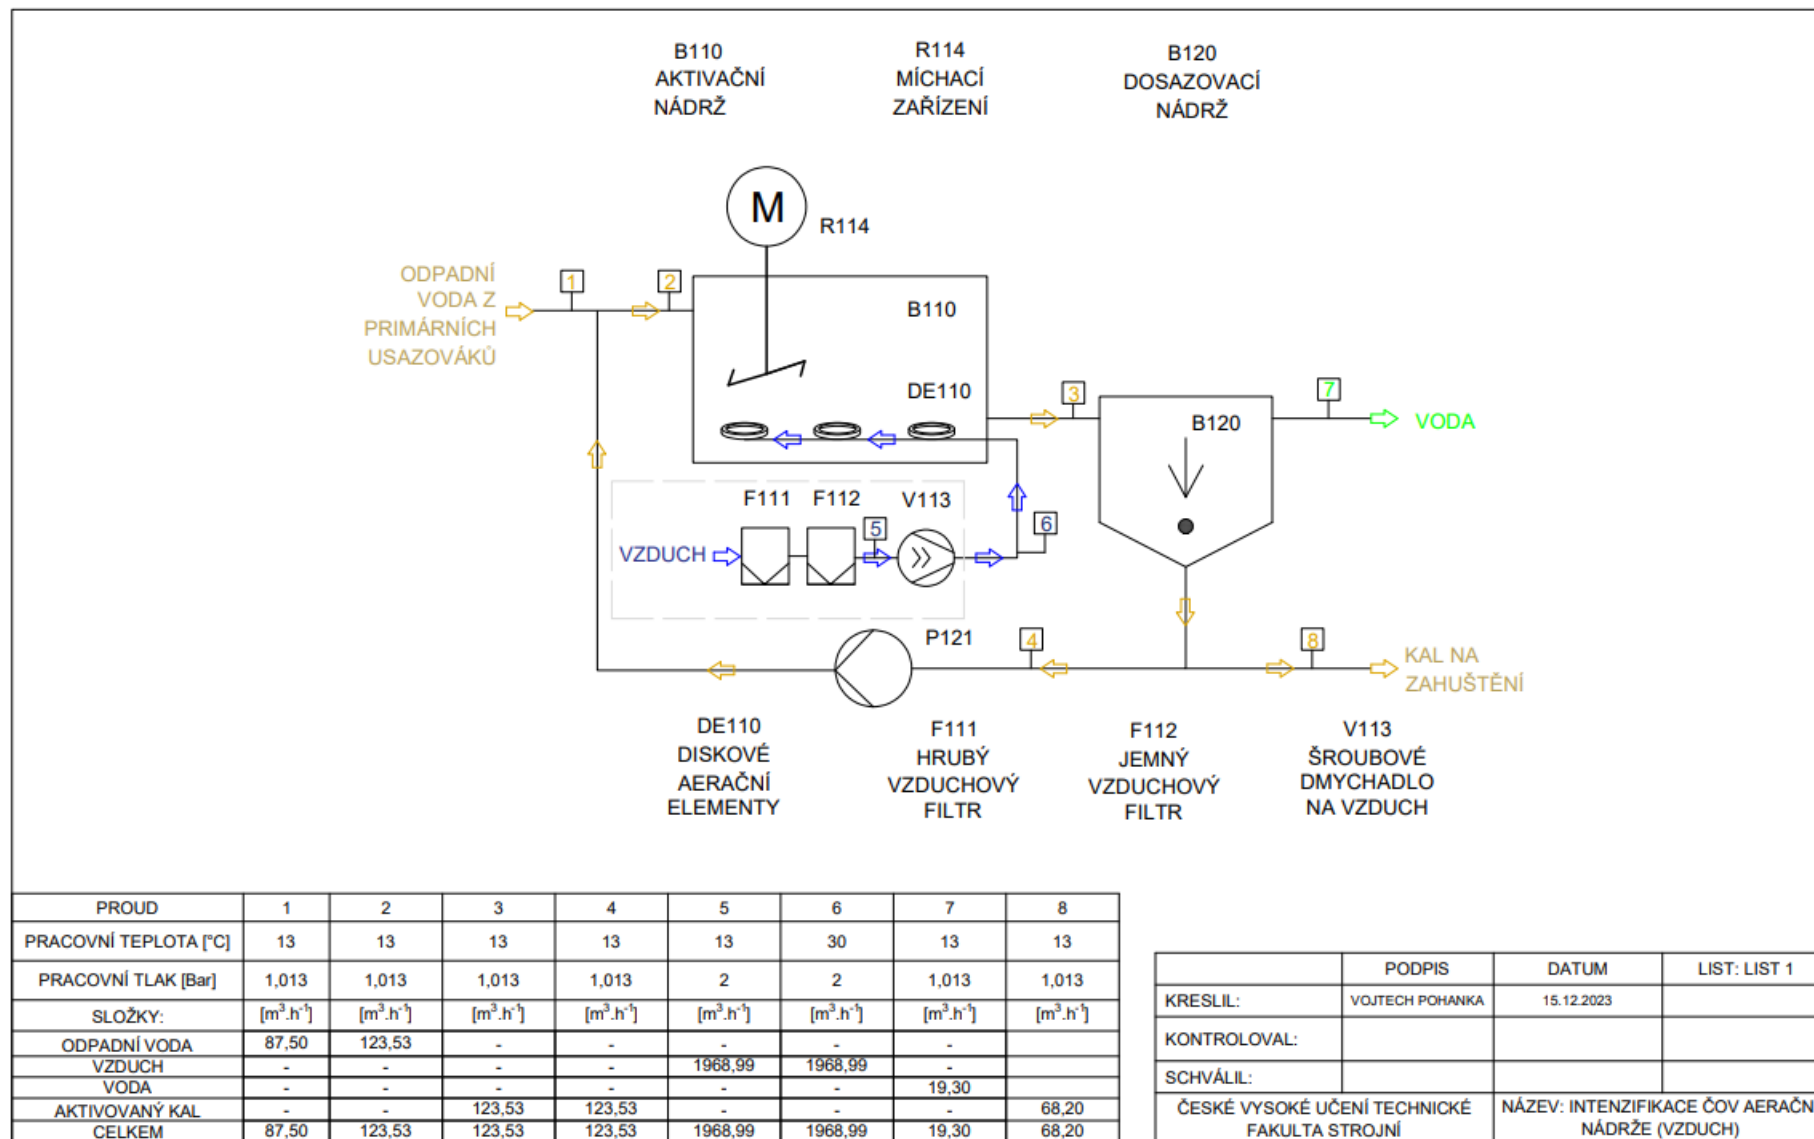 B110
AKTIVAČNÍ
NÁDRŽ
R114
MÍCHACÍ
ZAŘÍZENÍ
B120
DOSAZOVACÍ
NÁDRŽ
M
R114
ODPADNÍ
VODA Z
PRIMÁRNÍCH
USAZOVÁKŮ
1
2
B110
DE110
3
B120
7
VODA
F111
F112
V113
5
6
VZDUCH
P121
4
8
KAL NA
ZAHUŠTĚNÍ
DE110
DISKOVÉ
AERAČNÍ
ELEMENTY
F111
HRUBÝ
VZDUCHOVÝ
FILTR
F112
JEMNÝ
VZDUCHOVÝ
FILTR
V113
ŠROUBOVÉ
DMYCHADLO
NA VZDUCH
PROUD 1 2 3 4 5 6 7 8
PRACOVNÍ TEPLOTA [°C] 13 13 13 13 13 30 13 13
PRACOVNÍ TLAK [Bar] 1,013 1,013 1,013 1,013 2 2 1,013 1,013
SLOŽKY: [m³.h⁻¹] [m³.h⁻¹] [m³.h⁻¹] [m³.h⁻¹] [m³.h⁻¹] [m³.h⁻¹] [m³.h⁻¹] [m³.h⁻¹]
ODPADNÍ VODA 87,50 123,53 - - - - -
VZDUCH - - - - 1968,99 1968,99 -
VODA - - - - - - 19,30
AKTIVOVANÝ KAL - - 123,53 123,53 - - - 68,20
CELKEM 87,50 123,53 123,53 123,53 1968,99 1968,99 19,30 68,20
PODPIS DATUM LIST: LIST 1
KRESLIL: VOJTECH POHANKA 15.12.2023
KONTROLOVAL:
SCHVÁLIL:
ČESKÉ VYSOKÉ UČENÍ TECHNICKÉ
FAKULTA STROJNÍ
NÁZEV: INTENZIFIKACE ČOV AERAČN
NÁDRŽE (VZDUCH)